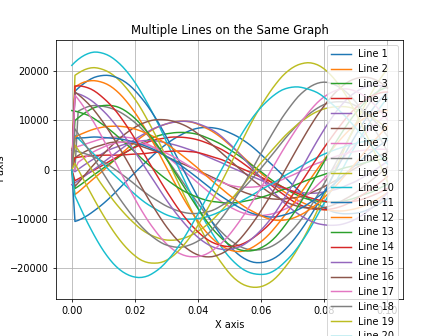 Multiple Lines on the Same Graph
20000
10000
0
−10000
−20000
0.00
0.02
0.04
0.06
X axis
Line 1
Line 2
Line 3
Line 4
Line 5
Line 6
Line 7
Line 8
Line 9
Line 10
Line 11
Line 12
Line 13
Line 14
Line 15
Line 16
Line 17
Line 18
Line 19
Line 20